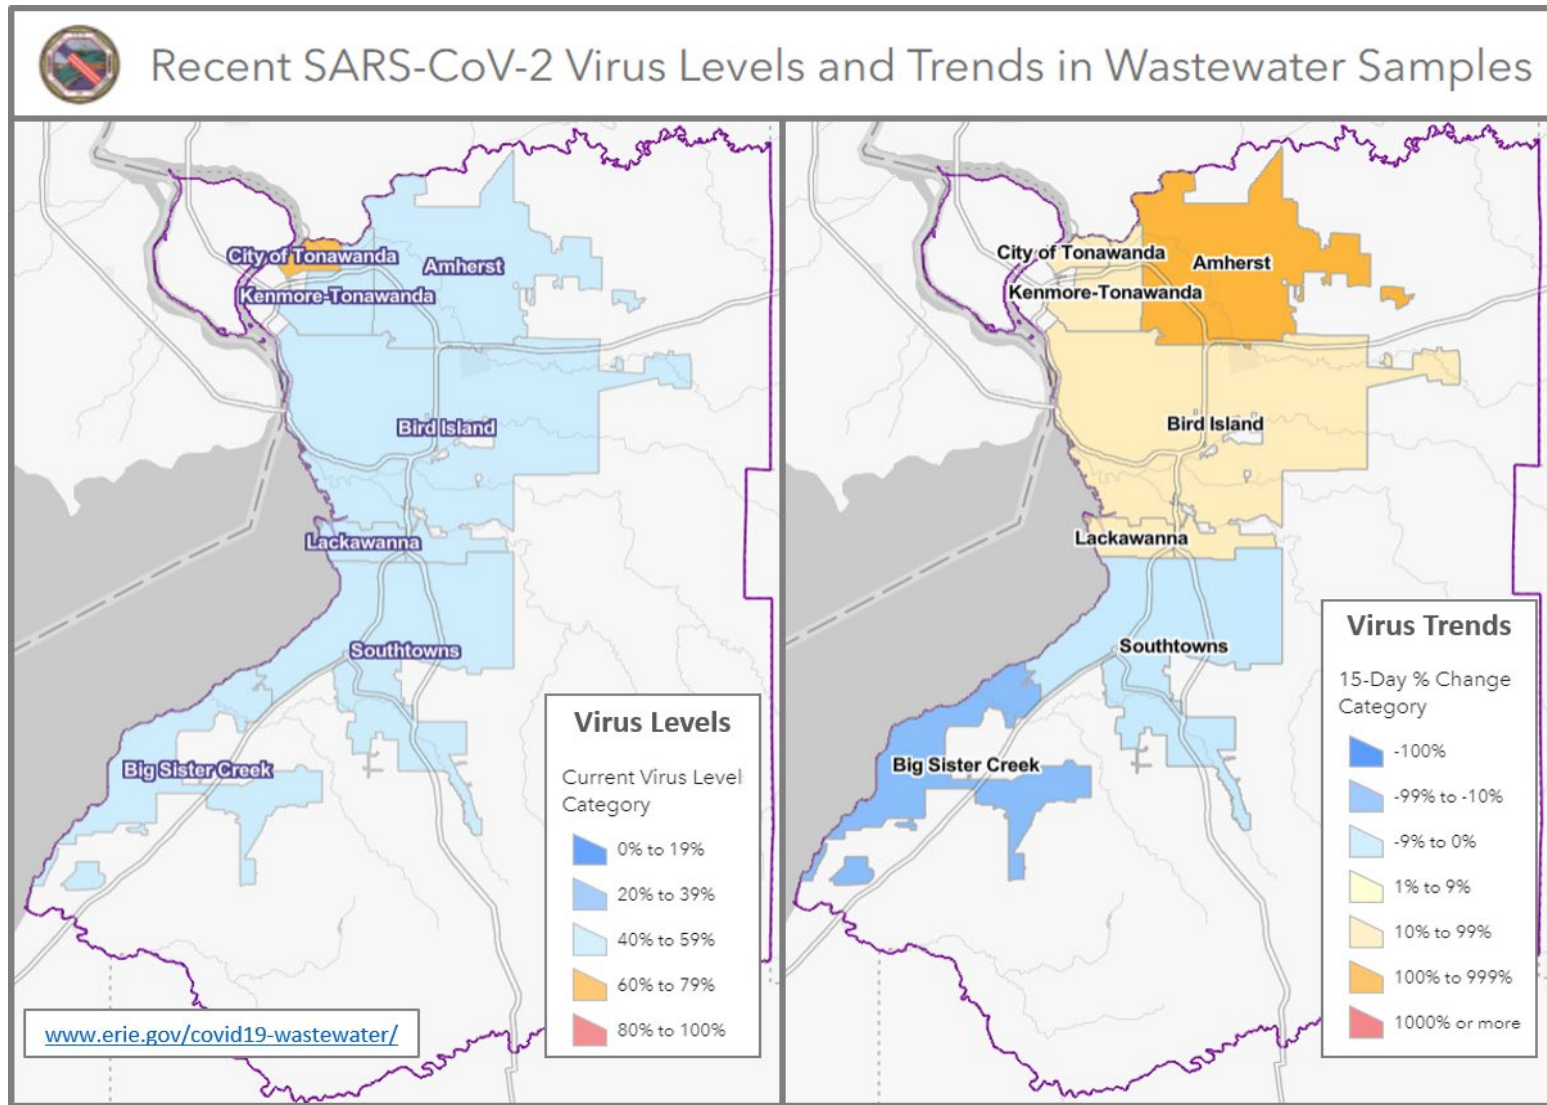 Recent SARS-CoV-2 Virus Levels and Trends in Wastewater Samples
City of Tonawanda
Amherst
Kenmore-Tonawanda
Bird Island
Lackawanna
Southtowns
Big Sister Creek
Virus Levels
Current Virus Level
Category
0% to 19%
20% to 39%
40% to 59%
60% to 79%
80% to 100%
www.erie.gov/covid19-wastewater/
City of Tonawanda
Amherst
Kenmore-Tonawanda
Bird Island
Lackawanna
Southtowns
Big Sister Creek
Virus Trends
15-Day % Change
Category
-100%
-99% to -10%
-9% to 0%
1% to 9%
10% to 99%
100% to 999%
1000% or more